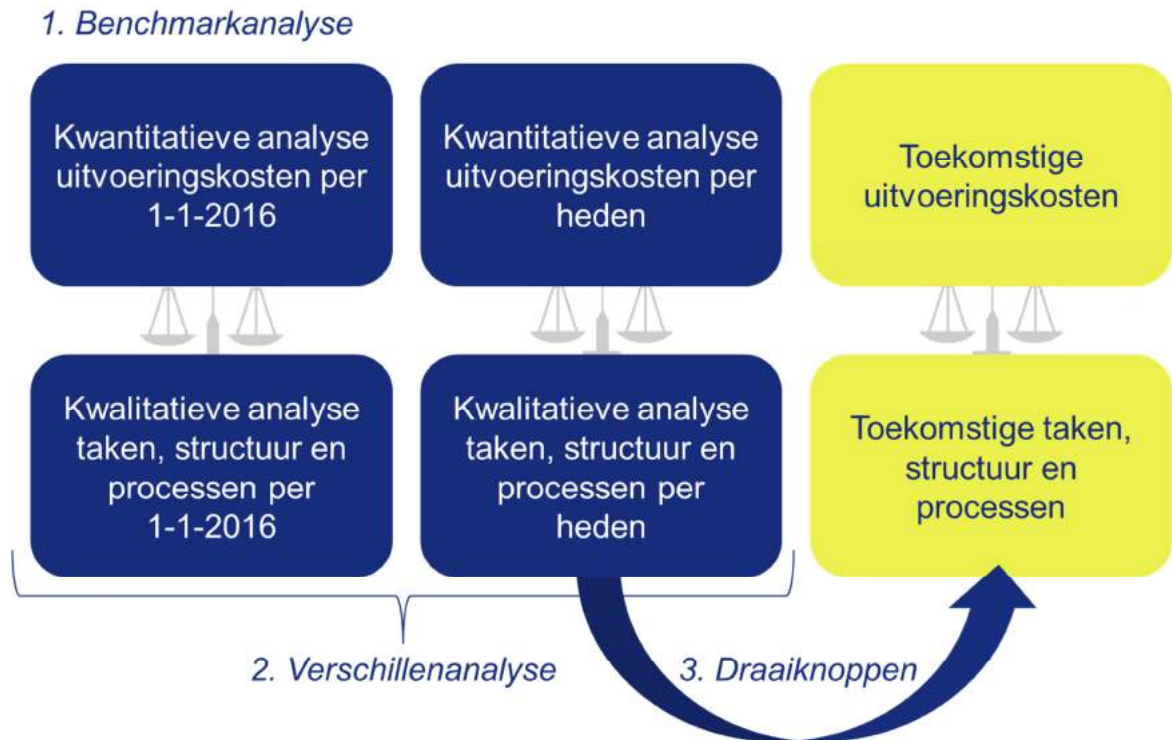 1. Benchmarkanalyse
Kwantitatieve analyse
uitvoeringskosten per
1-1-2016
Kwantitatieve analyse
uitvoeringskosten per
heden
Toekomstige
uitvoeringskosten
Kwalitatieve analyse
taken, structuur en
processen per
1-1-2016
Kwalitatieve analyse
taken, structuur en
processen per
heden
Toekomstige taken,
structuur en
processen
2. Verschillenanalyse
3. Draaiknoppen